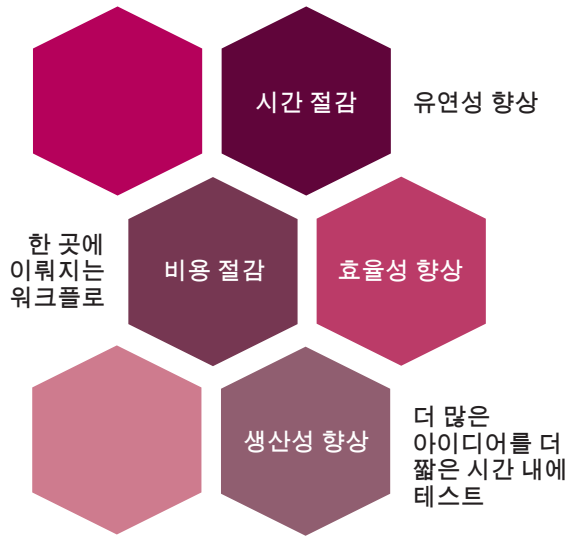 시간 절감
유연성 향상
한 곳에
이뤄지는
워크플로
비용 절감
효율성 향상
생산성 향상
더 많은
아이디어를 더
짧은 시간 내에
테스트